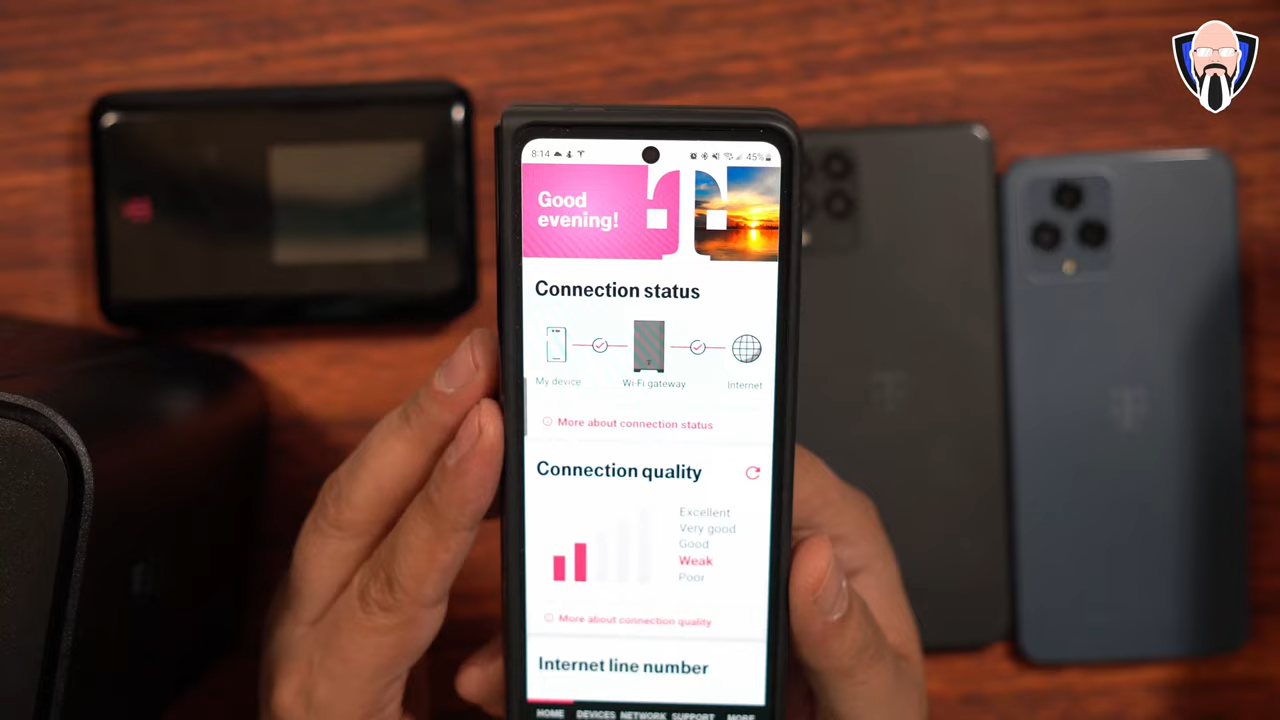 8:14
45%
Good
evening!
Connection status
My device
Wi-Fi gateway
Internet
More about connection status
Connection quality
Excellent
Very good
Good
Weak
Poor
More about connection quality
Internet line number
HOME DEVICES NETWORK SUPPORT MORE